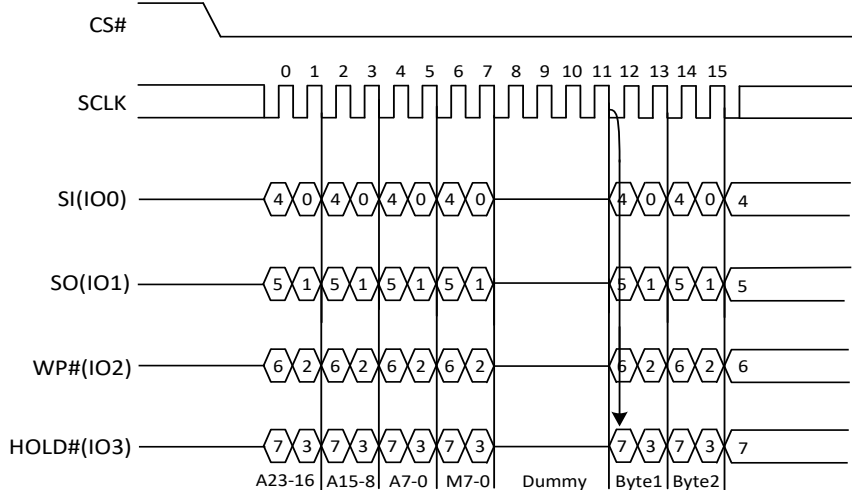 CS#
0 1 2 3 4 5 6 7 8 9 10 11 12 13 14 15
SCLK
SI(IO0) 4 0 4 0 4 0 4 0 4 0 4 0 4
SO(IO1) 5 1 5 1 5 1 5 1 5 1 5 1 5
WP#(IO2) 6 2 6 2 6 2 6 2 6 2 6 2 6
HOLD#(IO3) 7 3 7 3 7 3 7 3 7 3 7 3 7
A23-16 A15-8 A7-0 M7-0 Dummy Byte1 Byte2